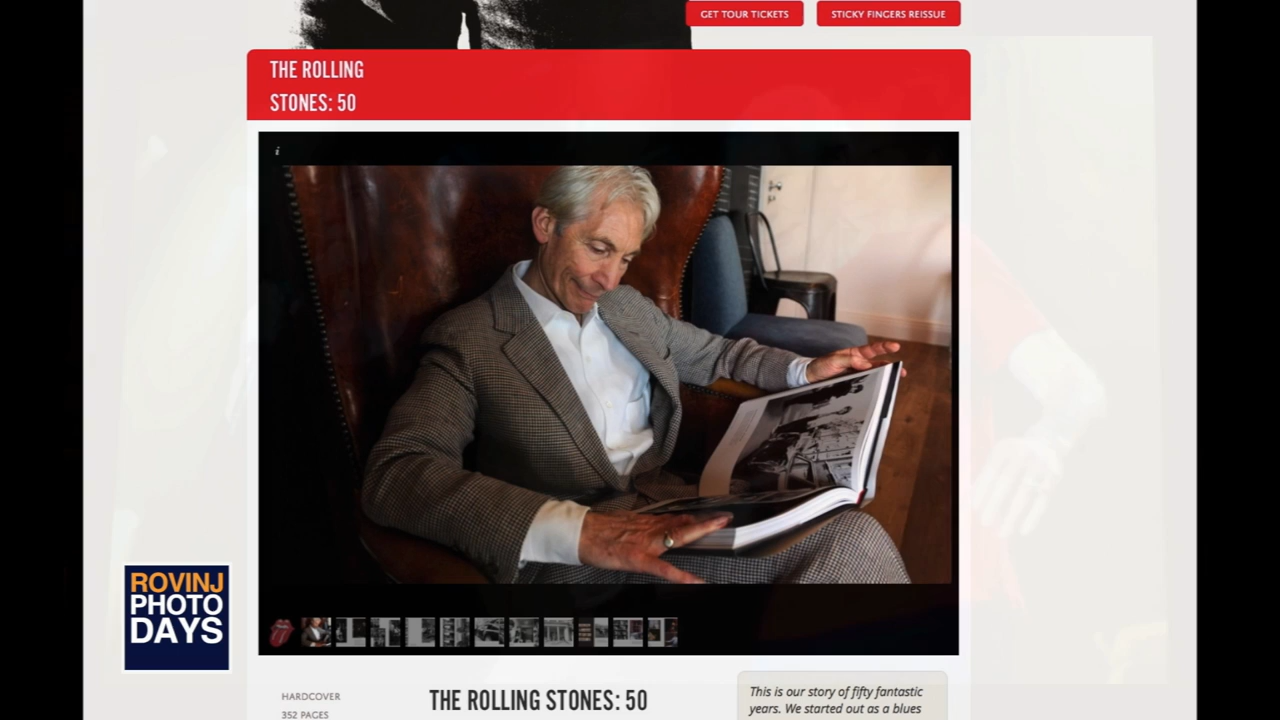 GET TOUR TICKETS
STICKY FINGERS REISSUE
THE ROLLING
STONES: 50
i
ROVINJ
PHOTO
DAYS
HARDCOVER
352 PAGES
THE ROLLING STONES: 50
This is our story of fifty fantastic
years. We started out as a blues